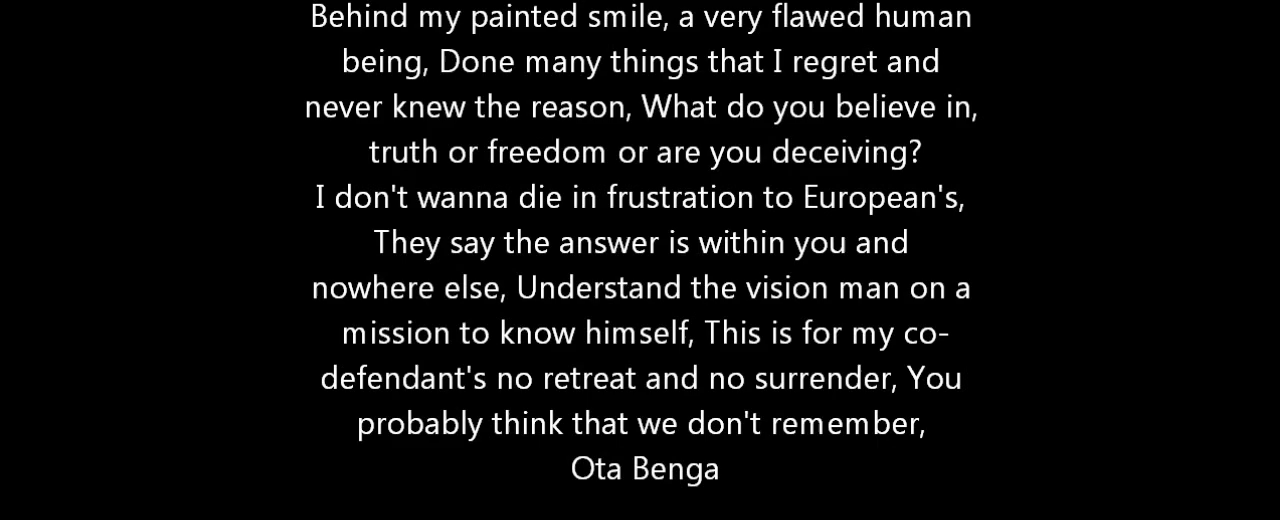 Behind my painted smile, a very flawed human
being, Done many things that I regret and
never knew the reason, What do you believe in,
truth or freedom or are you deceiving?
I don't wanna die in frustration to European's,
They say the answer is within you and
nowhere else, Understand the vision man on a
mission to know himself, This is for my co-
defendant's no retreat and no surrender, You
probably think that we don't remember,
Ota Benga